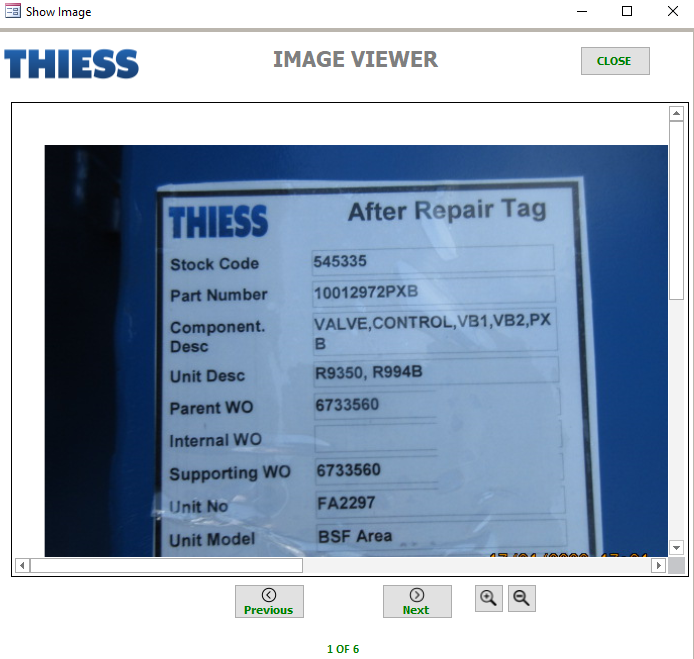 Show Image
THIESS
IMAGE VIEWER
CLOSE
THIESS
After Repair Tag
Stock Code 545335
Part Number 10012972PXB
Component. Desc VALVE,CONTROL,VB1,VB2,PX
B
Unit Desc R9350, R994B
Parent WO 6733560
Internal WO
Supporting WO 6733560
Unit No FA2297
Unit Model BSF Area
Previous
Next
1 OF 6